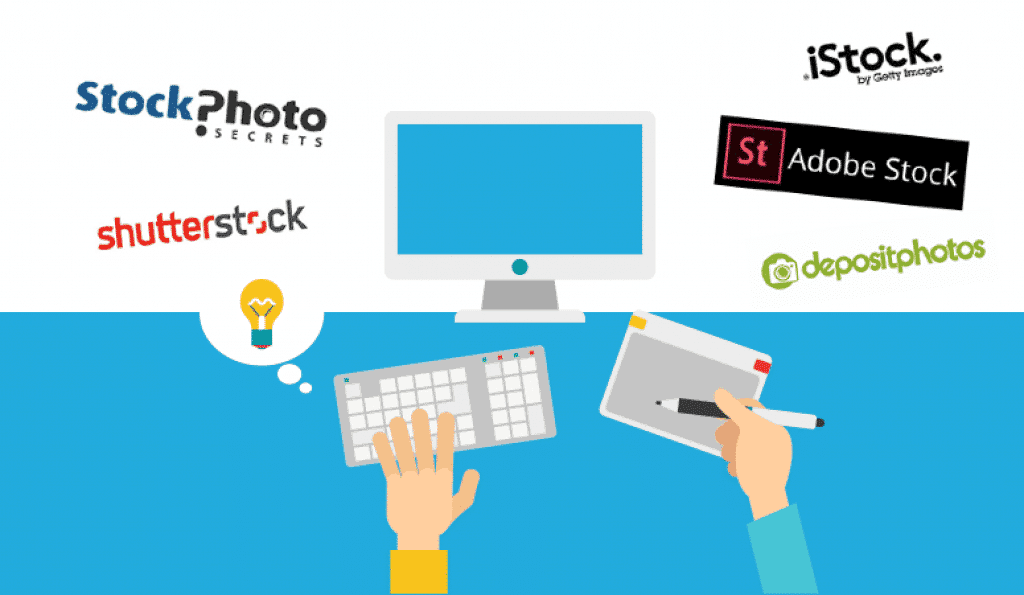 StockPhoto
SECRETS
shutterstock
iStock.
by Getty Images
St Adobe Stock
depositphotos